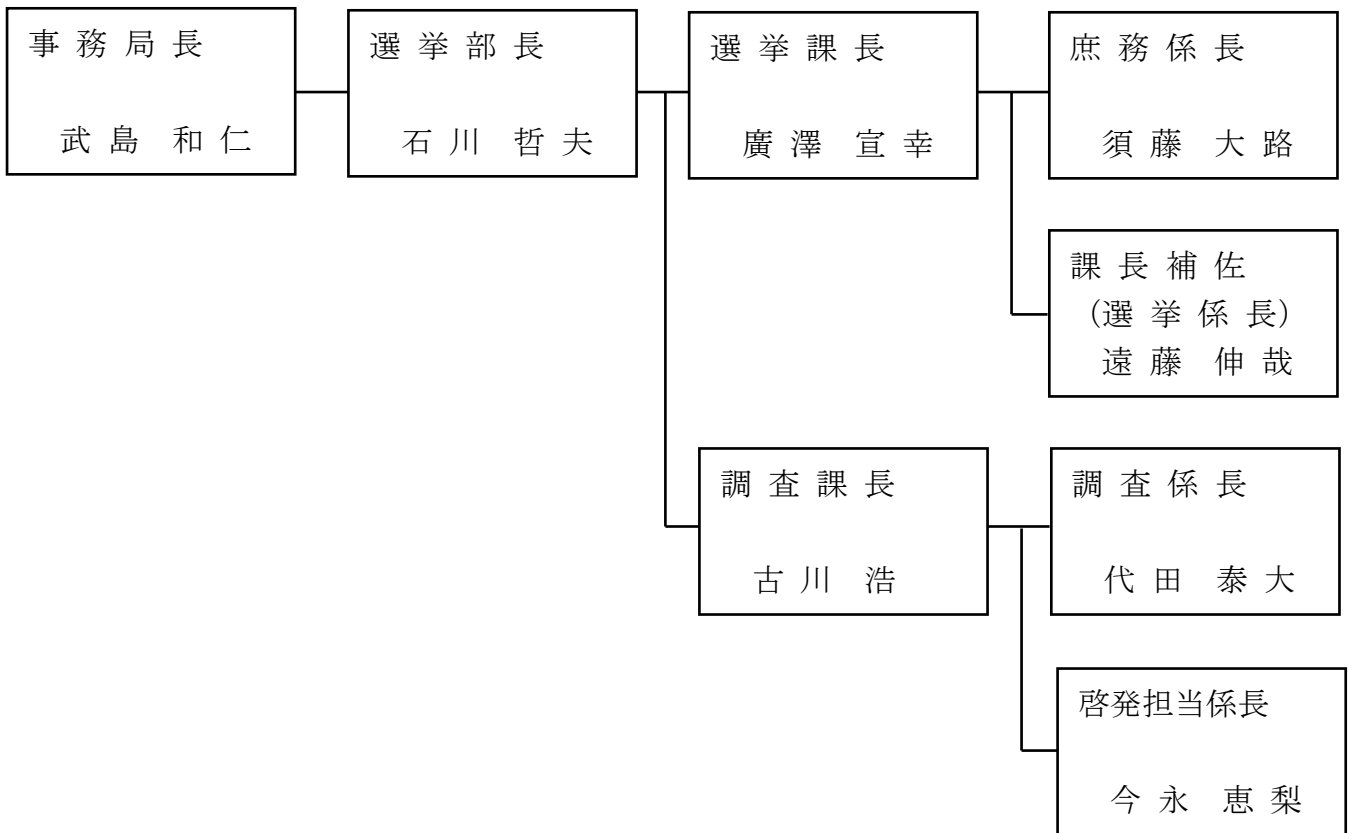 事務局長
武島 和仁
選挙部長
石川 哲夫
選挙課長
廣澤 宣幸
庶務係長
須藤 大路
課長補佐
(選挙係長)
遠藤 伸哉
調査課長
古川 浩
調査係長
代田 泰大
啓発担当係長
今永 恵梨